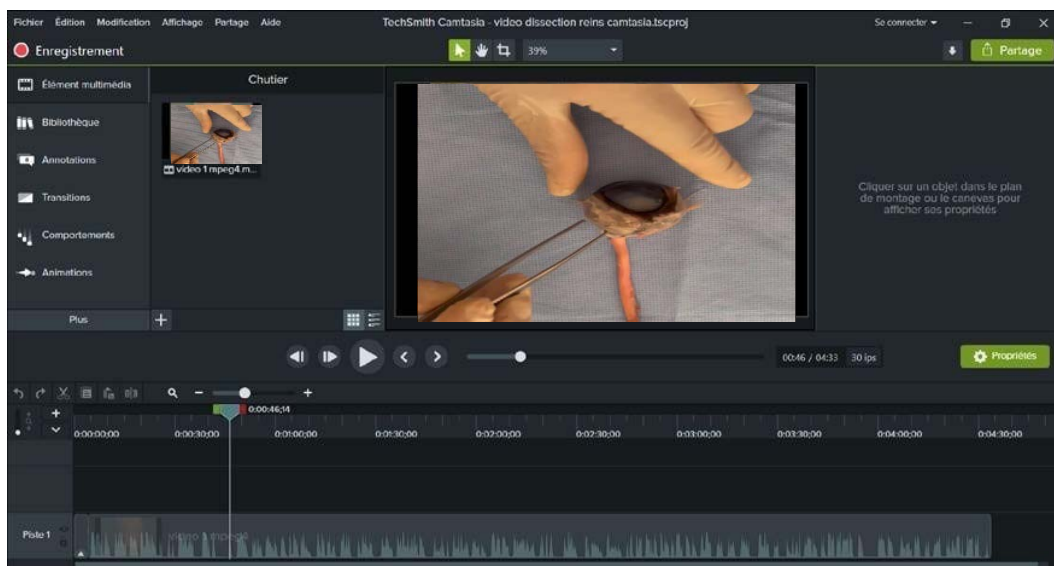 Fichier Édition Modification Affichage Partage Aide
TechSmith Camtasia - video dissection reins camtasia.tscproj
Se connecter
Enregistrement
39%
Partage
Élément multimédia
Bibliothèque
Annotations
Transitions
Comportements
Animations
Plus
Chutier
video 1 mpeg4.m...
Cliquer sur un objet dans le plan
de montage ou le canevas pour
afficher ses propriétés
00:46 / 04:33 30 ips
Propriétés
0:00:46;14
0:00:00;00 0:00:30;00 0:01:00;00 0:01:30;00 0:02:00;00 0:02:30;00 0:03:00;00 0:03:30;00 0:04:00;00 0:04:30;00
Piste 1
video 1 mpeg4